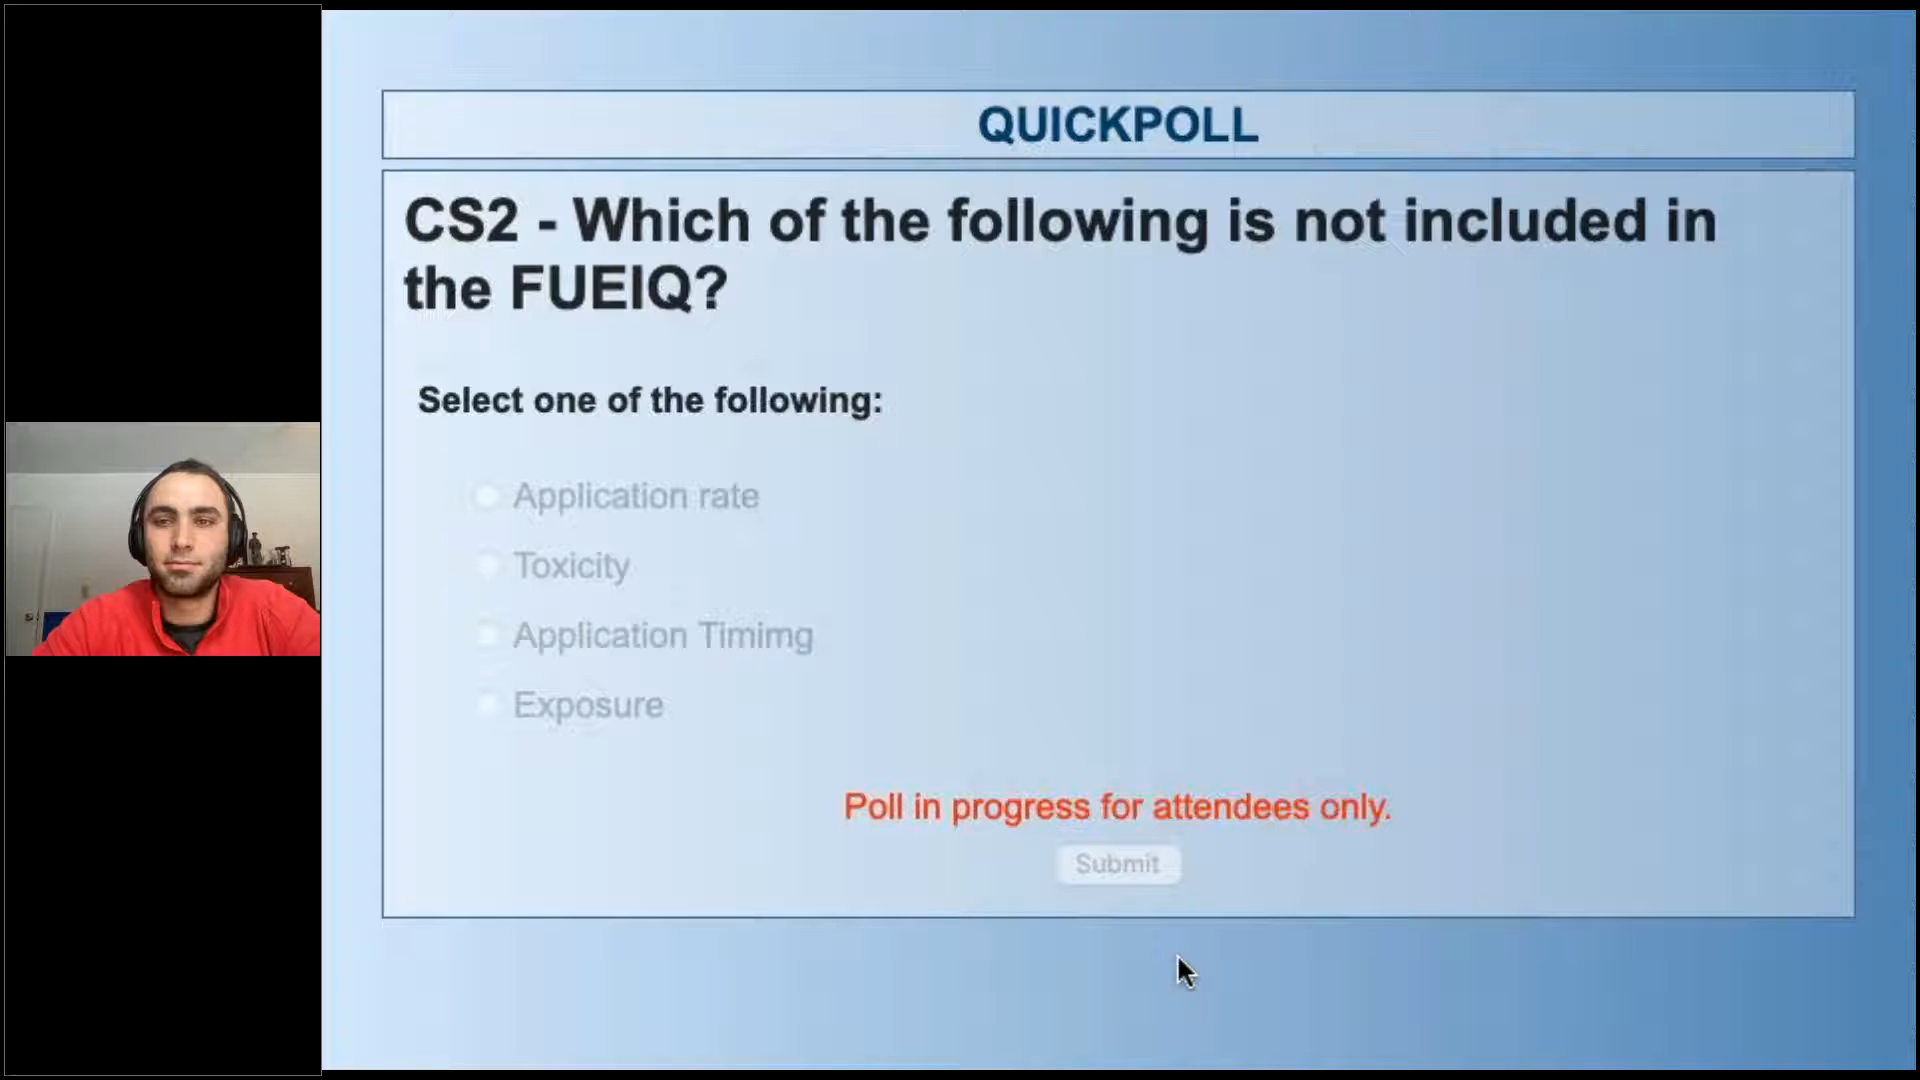 QUICKPOLL
CS2 - Which of the following is not included in
the FUEIQ?
Select one of the following:
Application rate
Toxicity
Application Timimg
Exposure
Poll in progress for attendees only.
Submit